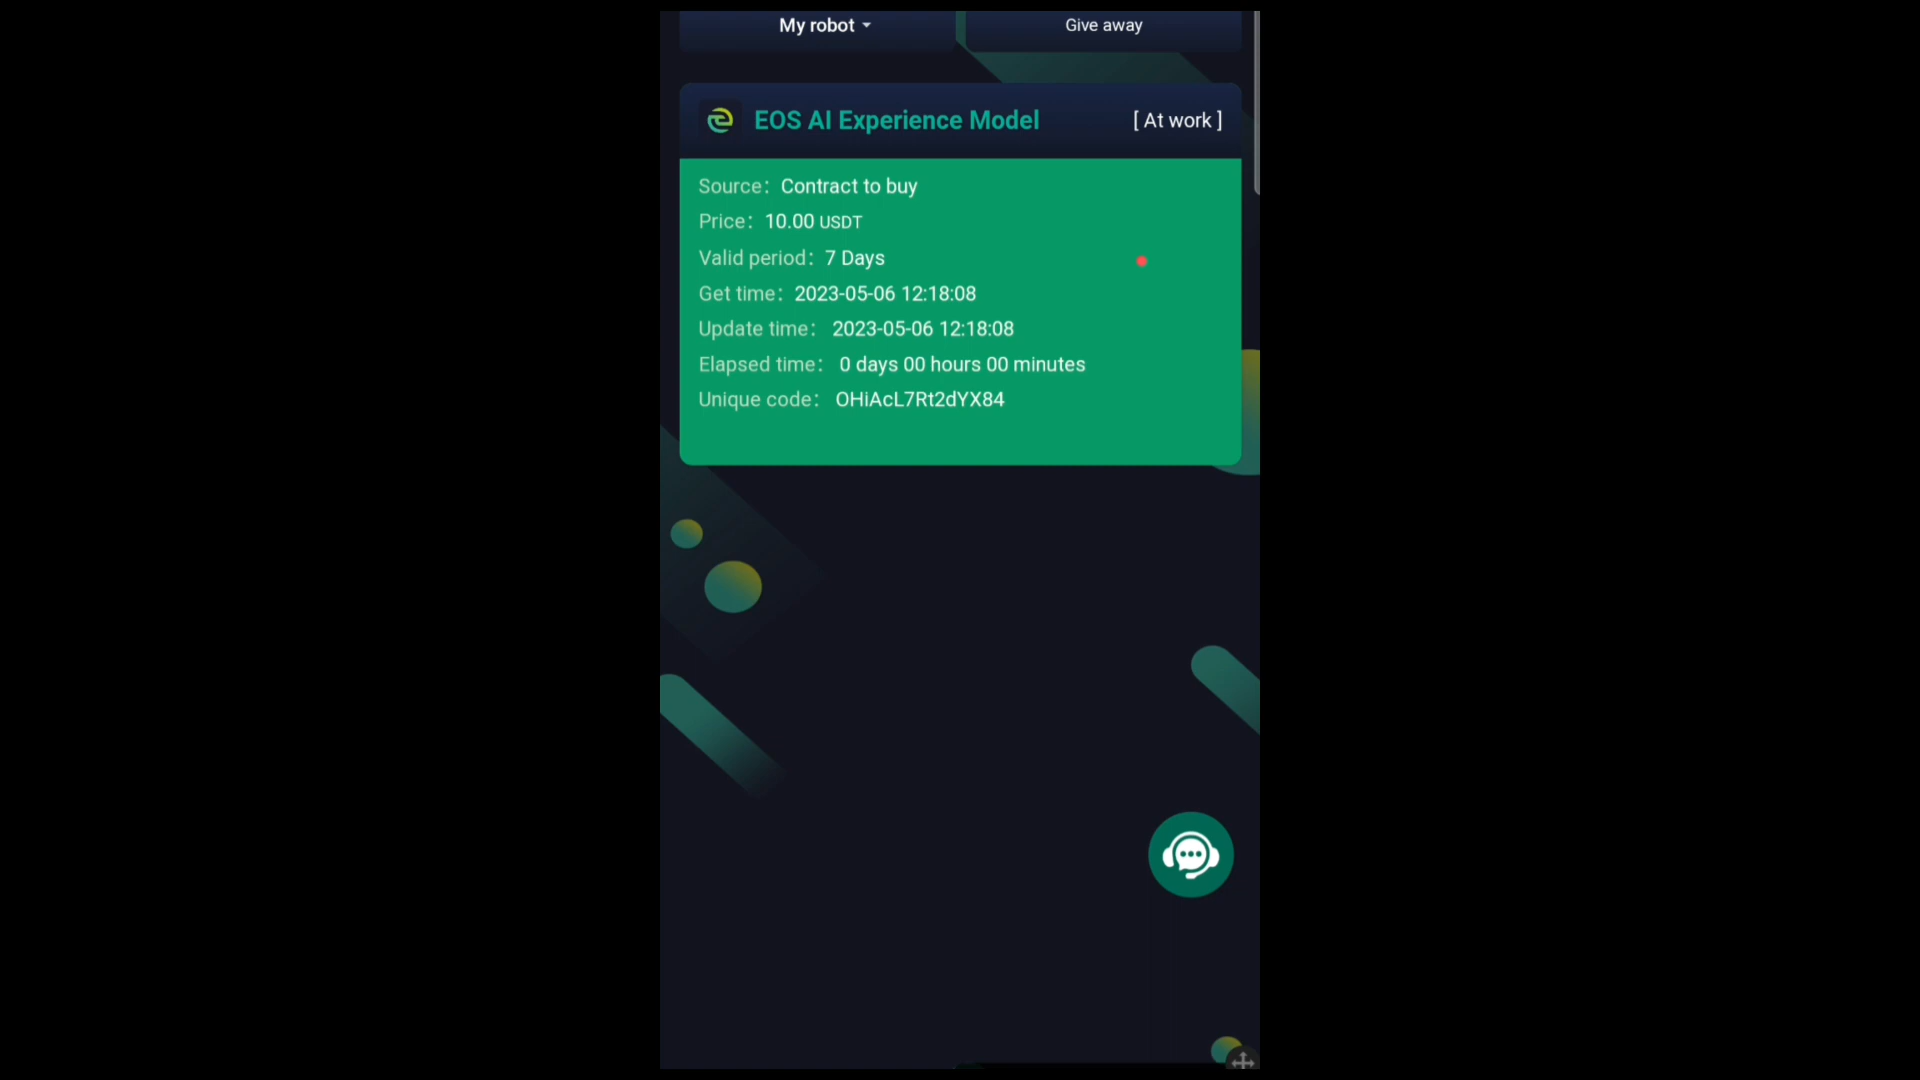 My robot
Give away
EOS AI Experience Model
[ At work ]
Source: Contract to buy
Price: 10.00 USDT
Valid period: 7 Days
Get time: 2023-05-06 12:18:08
Update time: 2023-05-06 12:18:08
Elapsed time: 0 days 00 hours 00 minutes
Unique code: OHiAcL7Rt2dYX84